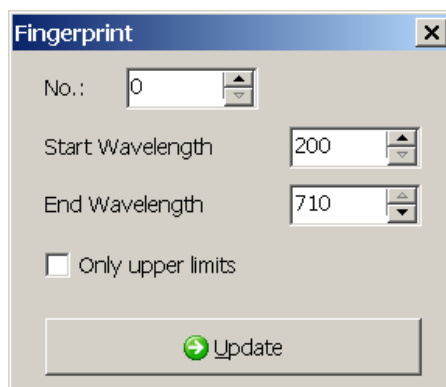 Fingerprint
No.: 0
Start Wavelength 200
End Wavelength 710
Only upper limits
Update